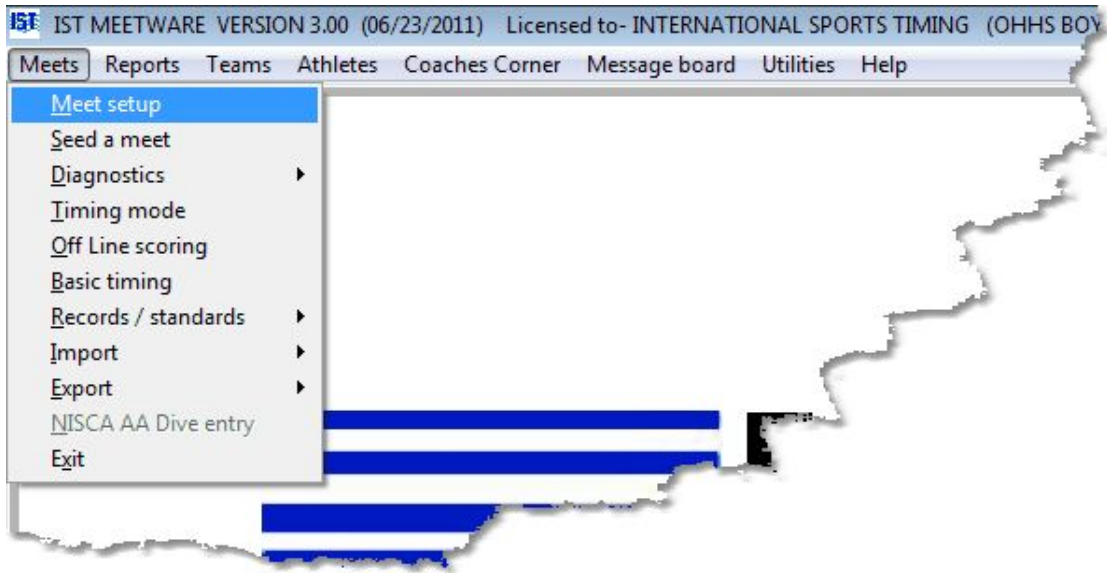 IST IST MEETWARE VERSION 3.00 (06/23/2011) Licensed to- INTERNATIONAL SPORTS TIMING (OHHS BOY
Meets Reports Teams Athletes Coaches Corner Message board Utilities Help
Meet setup
Seed a meet
Diagnostics
Timing mode
Off Line scoring
Basic timing
Records / standards
Import
Export
NISCA AA Dive entry
Exit